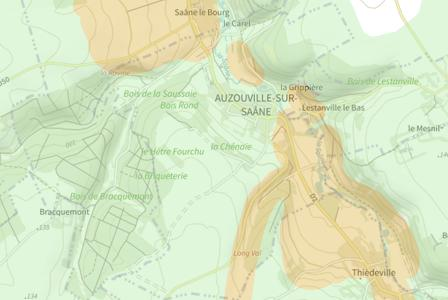 Saâne le Bourg
le Carel
la Ravine
Bois de la Saussaie
Bois Rond
AUZOUVILLE-SUR-
SAÂNE
la Grippière
Lestanville le Bas
Bois de Lestanville
le Mesnil
le Hêtre Fourchu
la Chênaie
la Briqueterie
Bois de Bracquemont
Bracquemont
Long Val
Thiédeville